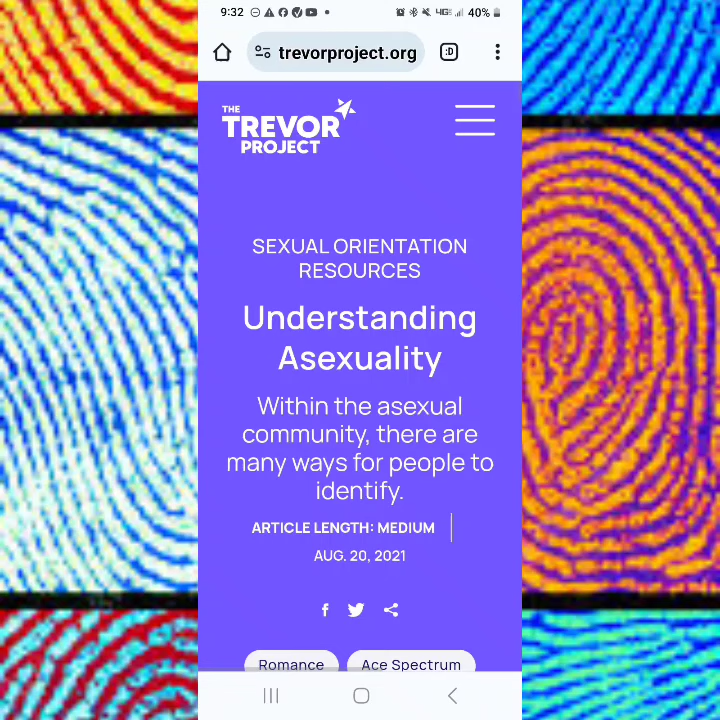 9:32
4GE 40%
trevorproject.org
:D
THE
TREVOR
PROJECT
SEXUAL ORIENTATION
RESOURCES
Understanding
Asexuality
Within the asexual
community, there are
many ways for people to
identify.
ARTICLE LENGTH: MEDIUM
AUG. 20, 2021
Romance Ace Spectrum